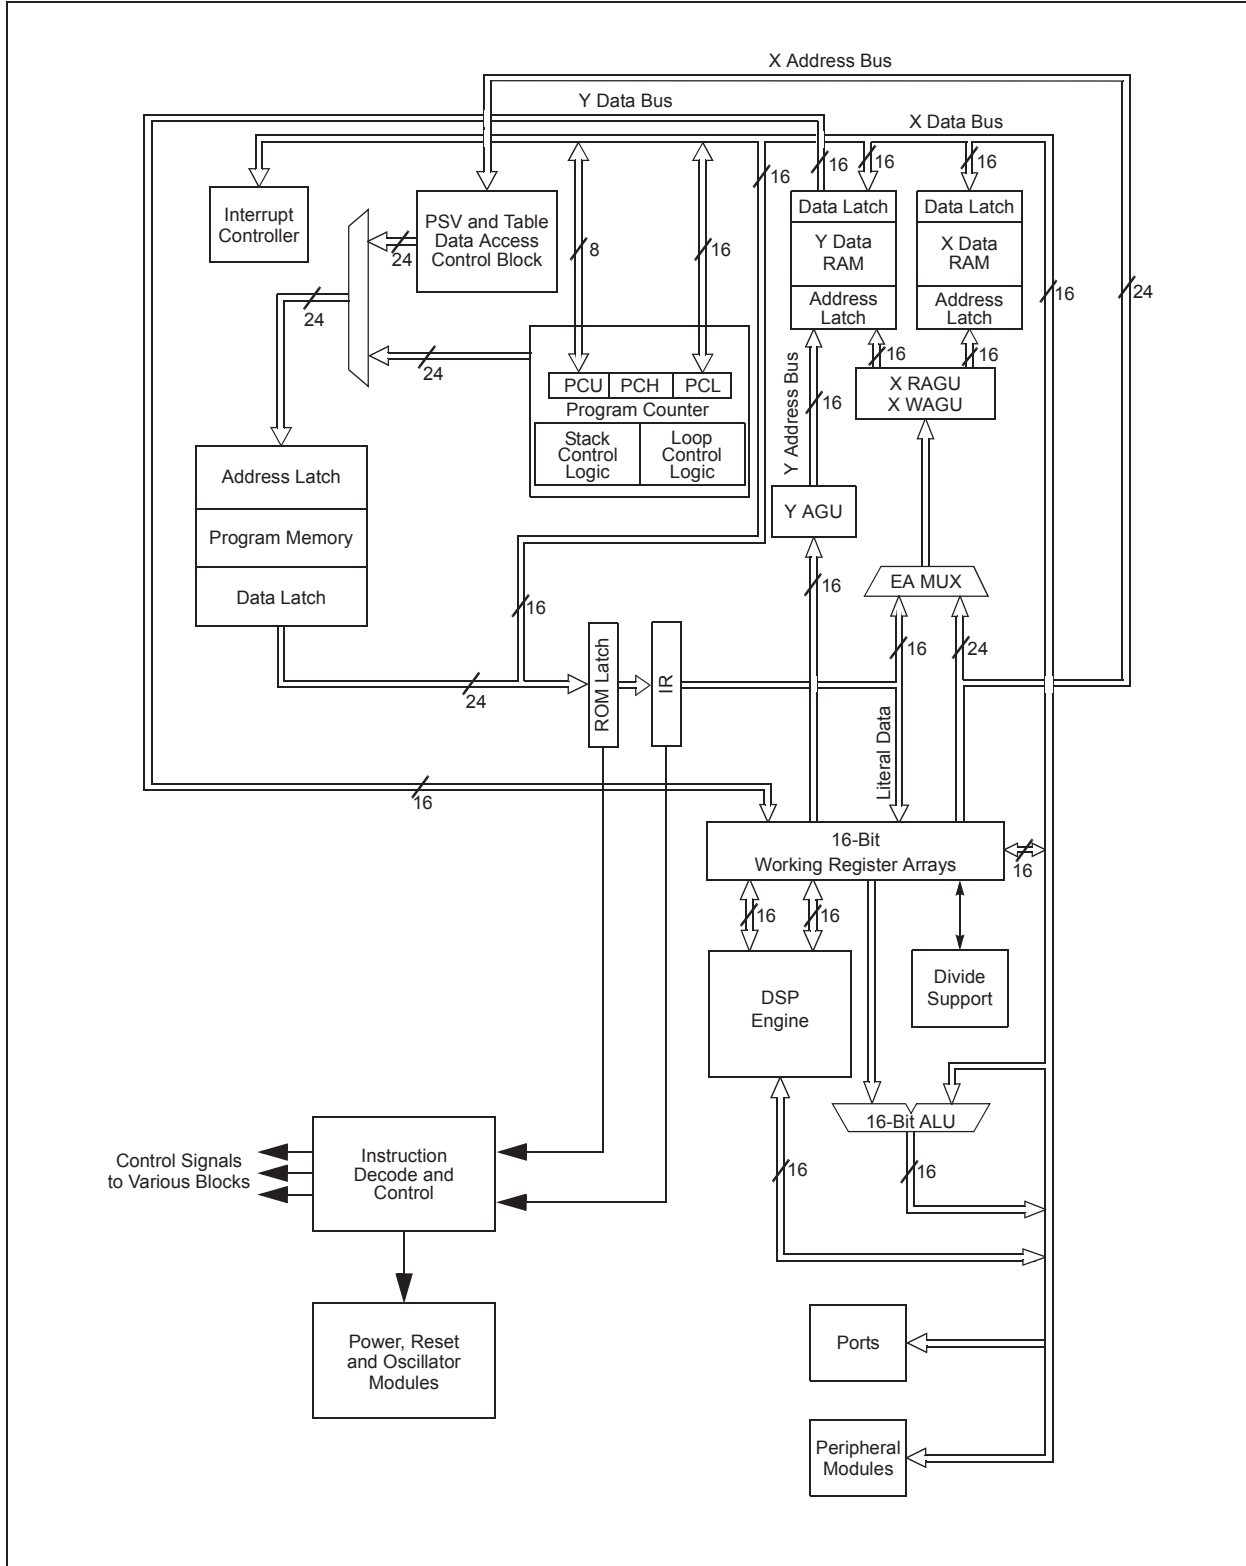 X Address Bus
Y Data Bus
X Data Bus
16
16
16
16
Interrupt
Controller
PSV and Table
Data Access
Control Block
24
8
16
Data Latch
Y Data
RAM
Address
Latch
Data Latch
X Data
RAM
Address
Latch
16
24
24
24
16
16
X RAGU
X WAGU
PCU
PCH
PCL
Program Counter
Stack
Control
Logic
Loop
Control
Logic
Y Address Bus
16
Address Latch
Program Memory
Data Latch
Y AGU
16
EA MUX
16
16
24
24
ROM Latch
IR
Literal Data
16
16-Bit
Working Register Arrays
16
16
16
DSP
Engine
Divide
Support
16-Bit ALU
16
16
Control Signals
to Various Blocks
Instruction
Decode and
Control
Power, Reset
and Oscillator
Modules
Ports
Peripheral
Modules